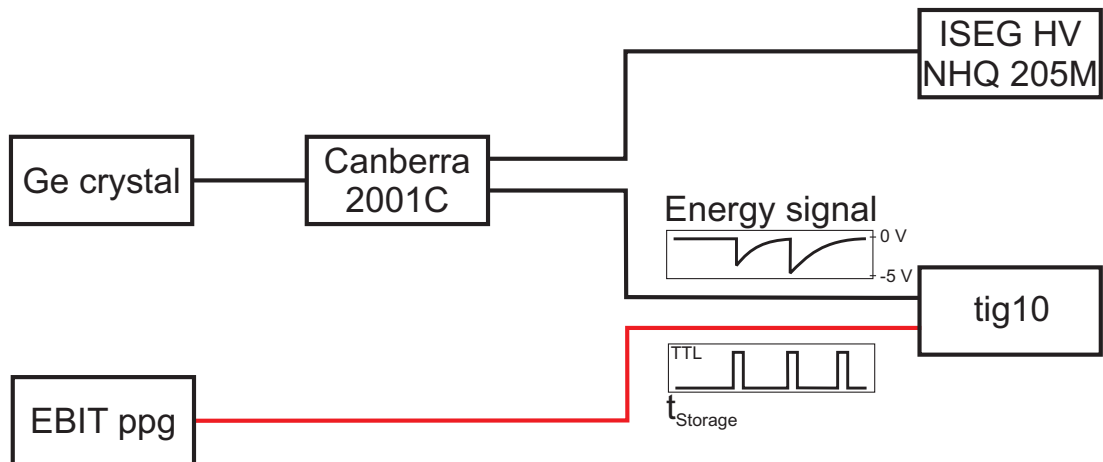 ISEG HV
NHQ 205M
Ge crystal
Canberra
2001C
Energy signal
0 V
-5 V
tig10
TTL
tStorage
EBIT ppg